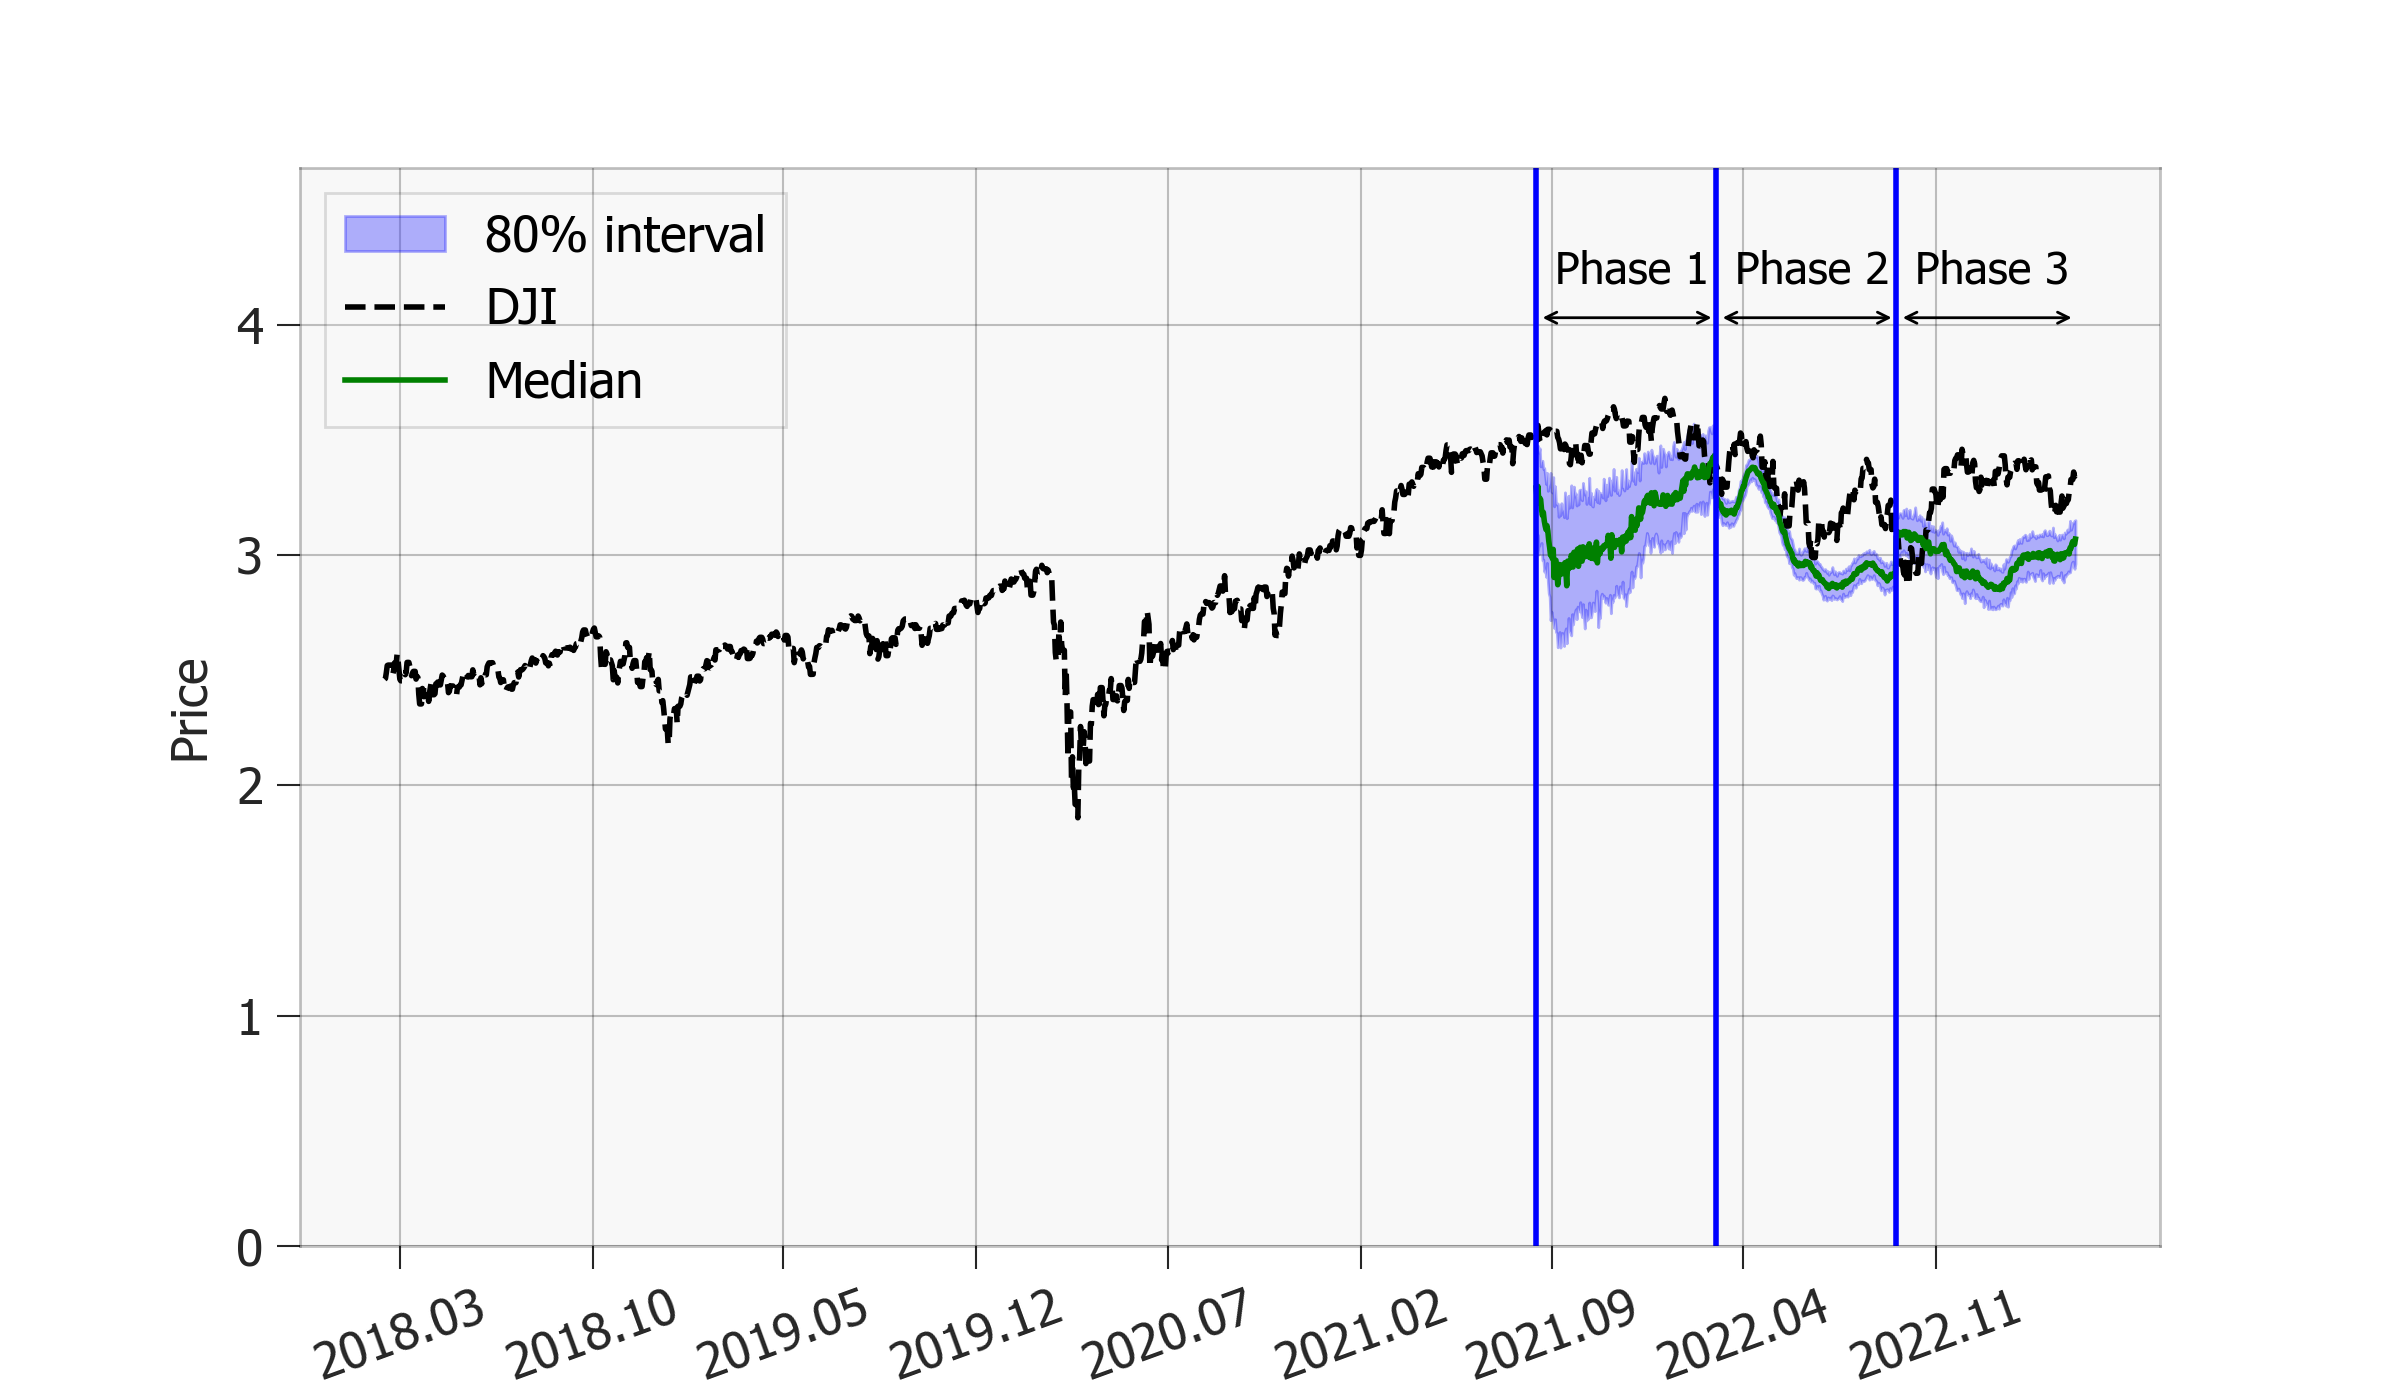 80% interval
DJI
Median
Phase 1
Phase 2
Phase 3
4
3
2
1
0
Price
2018.03
2018.10
2019.05
2019.12
2020.07
2021.02
2021.09
2022.04
2022.11